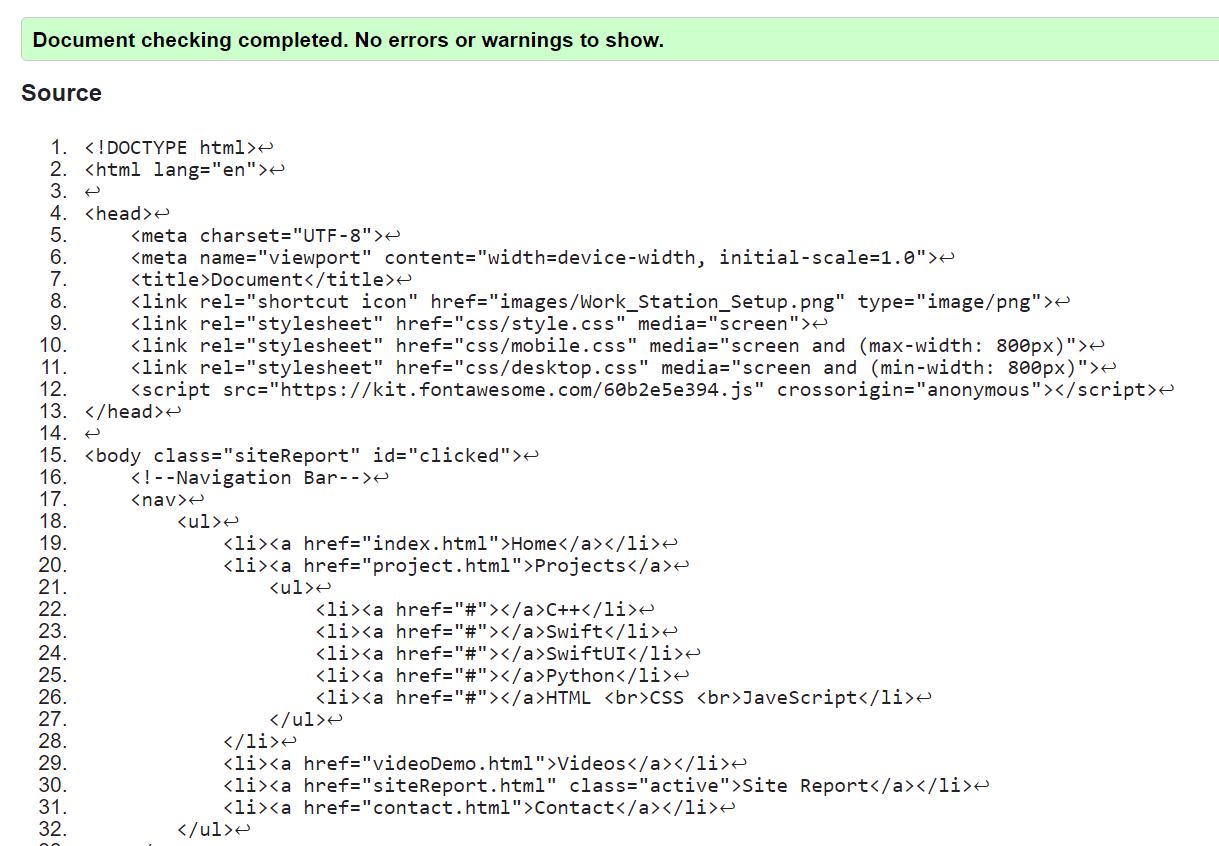 Document checking completed. No errors or warnings to show.
Source
1. <!DOCTYPE html>↩
2. <html lang="en">↩
3. ↩
4. <head>↩
5.     <meta charset="UTF-8">↩
6.     <meta name="viewport" content="width=device-width, initial-scale=1.0">↩
7.     <title>Document</title>↩
8.     <link rel="shortcut icon" href="images/Work_Station_Setup.png" type="image/png">↩
9.     <link rel="stylesheet" href="css/style.css" media="screen">↩
10.     <link rel="stylesheet" href="css/mobile.css" media="screen and (max-width: 800px)">↩
11.     <link rel="stylesheet" href="css/desktop.css" media="screen and (min-width: 800px)">↩
12.     <script src="https://kit.fontawesome.com/60b2e5e394.js" crossorigin="anonymous"></script>↩
13. </head>↩
14. ↩
15. <body class="siteReport" id="clicked">↩
16.     <!--Navigation Bar-->↩
17.     <nav>↩
18.         <ul>↩
19.             <li><a href="index.html">Home</a></li>↩
20.             <li><a href="project.html">Projects</a>↩
21.                 <ul>↩
22.                     <li><a href="#"></a>C++</li>↩
23.                     <li><a href="#"></a>Swift</li>↩
24.                     <li><a href="#"></a>SwiftUI</li>↩
25.                     <li><a href="#"></a>Python</li>↩
26.                     <li><a href="#"></a>HTML <br>CSS <br>JaveScript</li>↩
27.                 </ul>↩
28.             </li>↩
29.             <li><a href="videoDemo.html">Videos</a></li>↩
30.             <li><a href="siteReport.html" class="active">Site Report</a></li>↩
31.             <li><a href="contact.html">Contact</a></li>↩
32.         </ul>↩